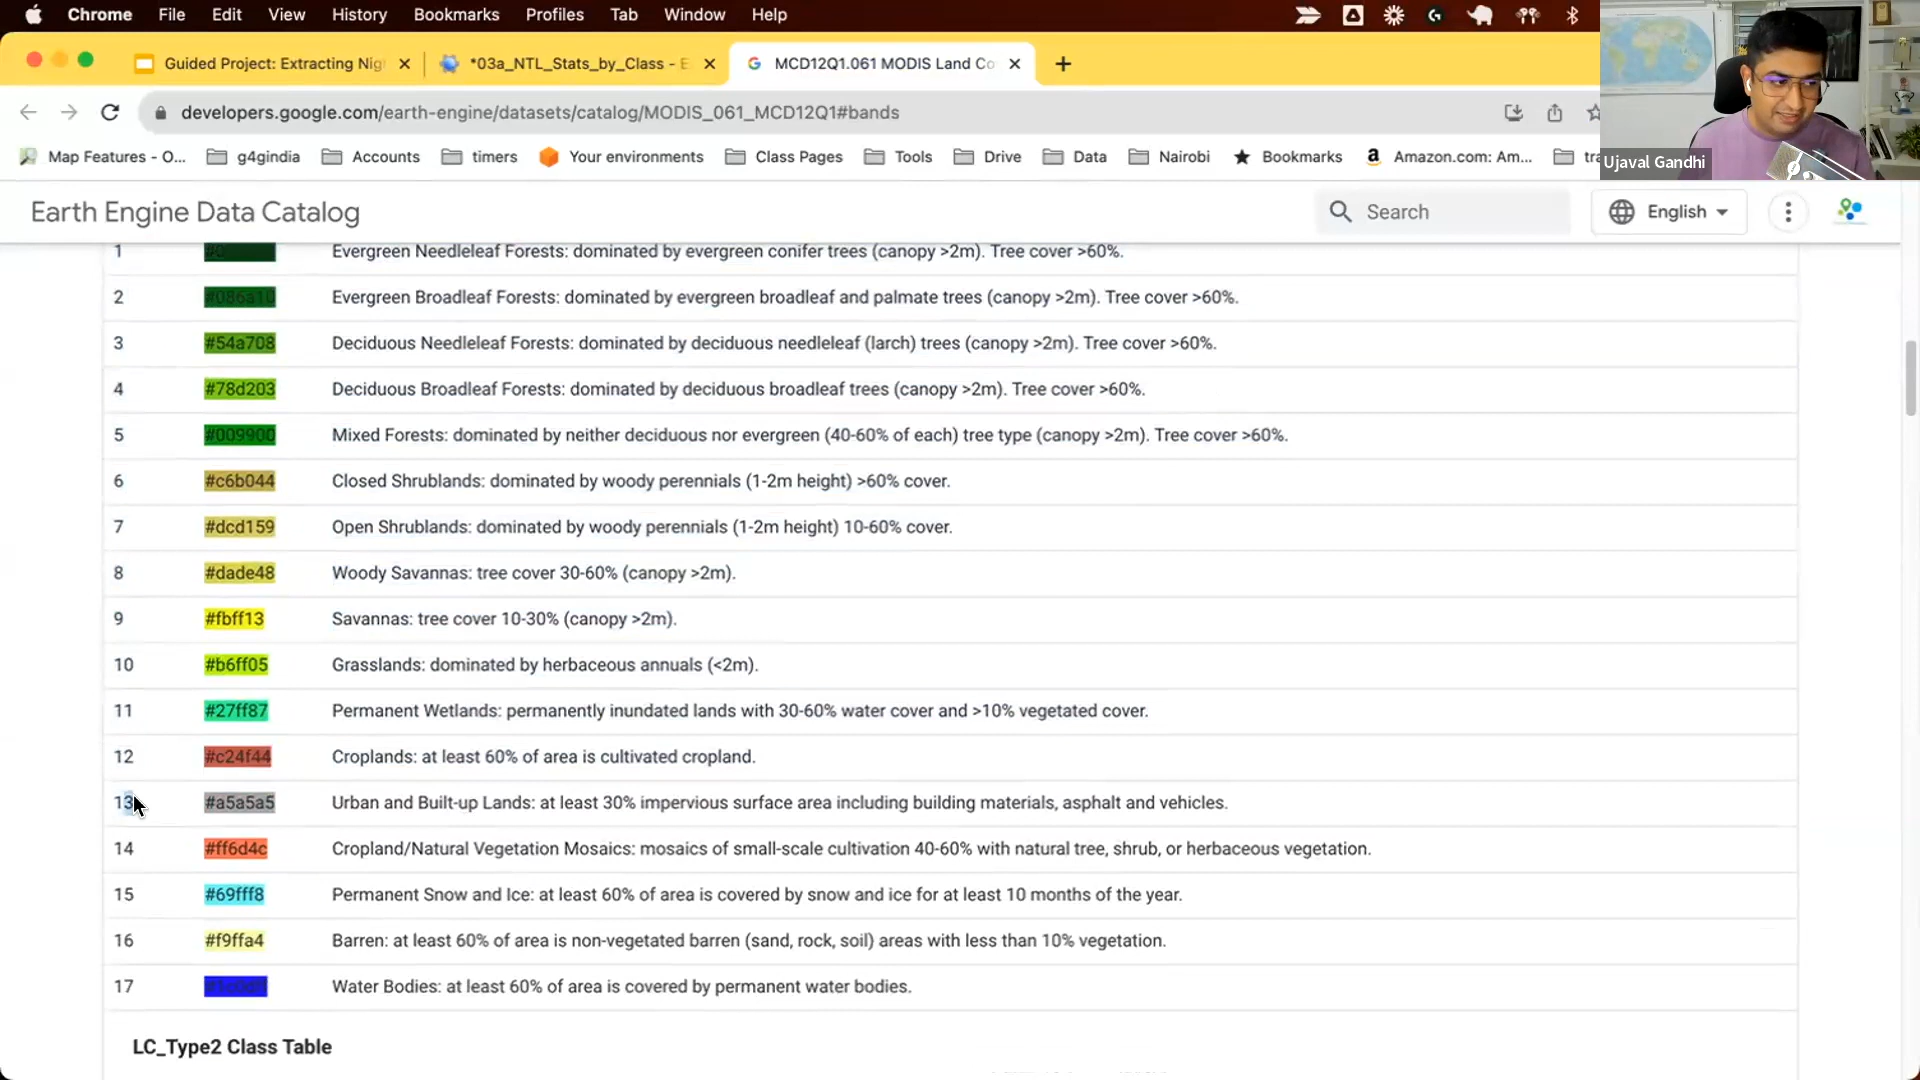 Chrome File Edit View History Bookmarks Profiles Tab Window Help
Guided Project: Extracting Nig *03a_NTL_Stats_by_Class - E MCD12Q1.061 MODIS Land Co
developers.google.com/earth-engine/datasets/catalog/MODIS_061_MCD12Q1#bands
Map Features - O... g4gindia Accounts timers Your environments Class Pages Tools Drive Data Nairobi Bookmarks Amazon.com: Am... tra
Ujaval Gandhi
Earth Engine Data Catalog Search English
1 Evergreen Needleleaf Forests: dominated by evergreen conifer trees (canopy >2m). Tree cover >60%.
2 #086a10 Evergreen Broadleaf Forests: dominated by evergreen broadleaf and palmate trees (canopy >2m). Tree cover >60%.
3 #54a708 Deciduous Needleleaf Forests: dominated by deciduous needleleaf (larch) trees (canopy >2m). Tree cover >60%.
4 #78d203 Deciduous Broadleaf Forests: dominated by deciduous broadleaf trees (canopy >2m). Tree cover >60%.
5 #009900 Mixed Forests: dominated by neither deciduous nor evergreen (40-60% of each) tree type (canopy >2m). Tree cover >60%.
6 #c6b044 Closed Shrublands: dominated by woody perennials (1-2m height) >60% cover.
7 #dcd159 Open Shrublands: dominated by woody perennials (1-2m height) 10-60% cover.
8 #dade48 Woody Savannas: tree cover 30-60% (canopy >2m).
9 #fbff13 Savannas: tree cover 10-30% (canopy >2m).
10 #b6ff05 Grasslands: dominated by herbaceous annuals (<2m).
11 #27ff87 Permanent Wetlands: permanently inundated lands with 30-60% water cover and >10% vegetated cover.
12 #c24f44 Croplands: at least 60% of area is cultivated cropland.
13 #a5a5a5 Urban and Built-up Lands: at least 30% impervious surface area including building materials, asphalt and vehicles.
14 #ff6d4c Cropland/Natural Vegetation Mosaics: mosaics of small-scale cultivation 40-60% with natural tree, shrub, or herbaceous vegetation.
15 #69fff8 Permanent Snow and Ice: at least 60% of area is covered by snow and ice for at least 10 months of the year.
16 #f9ffa4 Barren: at least 60% of area is non-vegetated barren (sand, rock, soil) areas with less than 10% vegetation.
17 #1c0dff Water Bodies: at least 60% of area is covered by permanent water bodies.
LC_Type2 Class Table